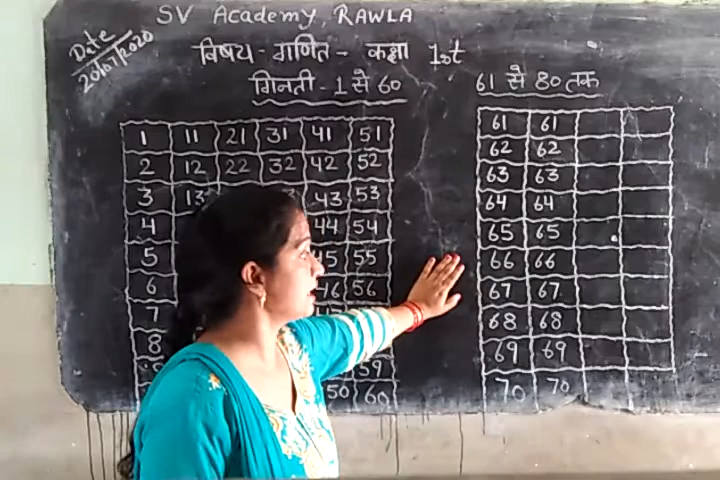 SV Academy, RAWLA
Date
20/07/2020
विषय - गणित - कक्षा 1st
गिनती - 1 से 60
61 से 80 तक
1 11 21 31 41 51
2 12 22 32 42 52
3 13 43 53
4 44 54
5 45 55
6 46 56
7
8
59
50 60
61 61
62 62
63 63
64 64
65 65
66 66
67 67
68 68
69 69
70 70